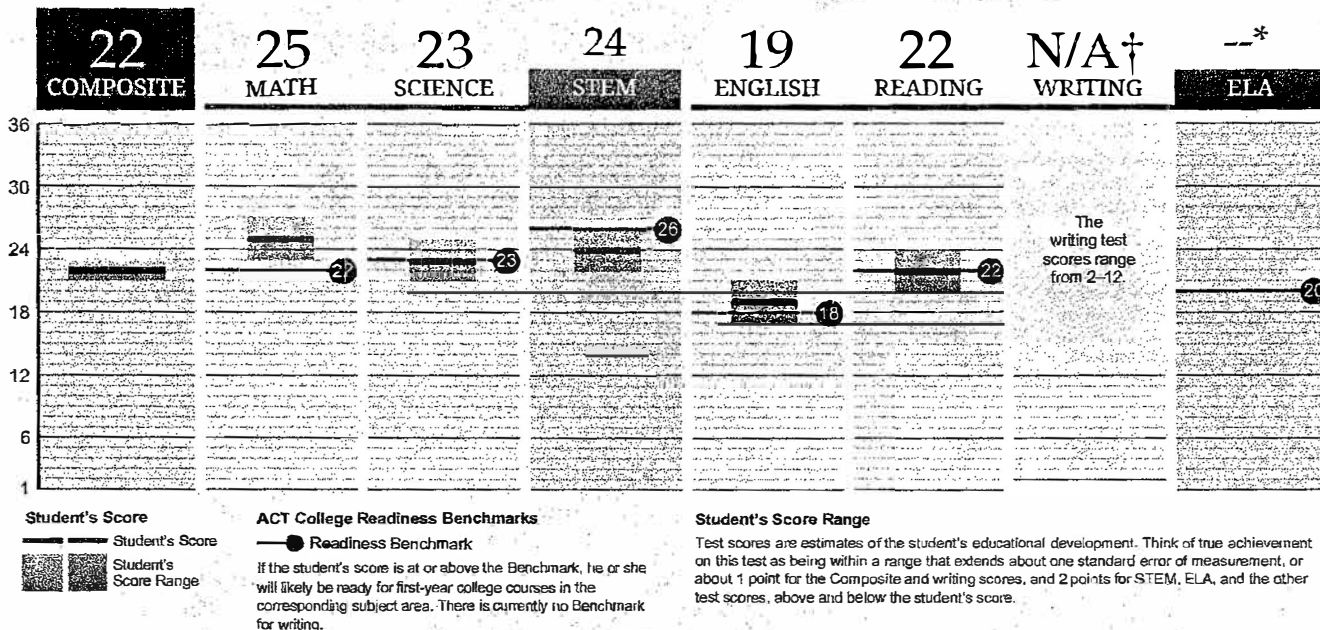 22 25 23 24 19 22 N/A† --*
COMPOSITE MATH SCIENCE STEM ENGLISH READING WRITING ELA
36
30
24
18
12
6
1
22
23
26
18
22
20
The
writing test
scores range
from 2–12.
Student's Score
Student's Score
Student's
Score Range
ACT College Readiness Benchmarks
Readiness Benchmark
If the student's score is at or above the Benchmark, he or she
will likely be ready for first-year college courses in the
corresponding subject area. There is currently no Benchmark
for writing.
Student's Score Range
Test scores are estimates of the student's educational development. Think of true achievement
on this test as being within a range that extends about one standard error of measurement, or
about 1 point for the Composite and writing scores, and 2 points for STEM, ELA, and the other
test scores, above and below the student's score.